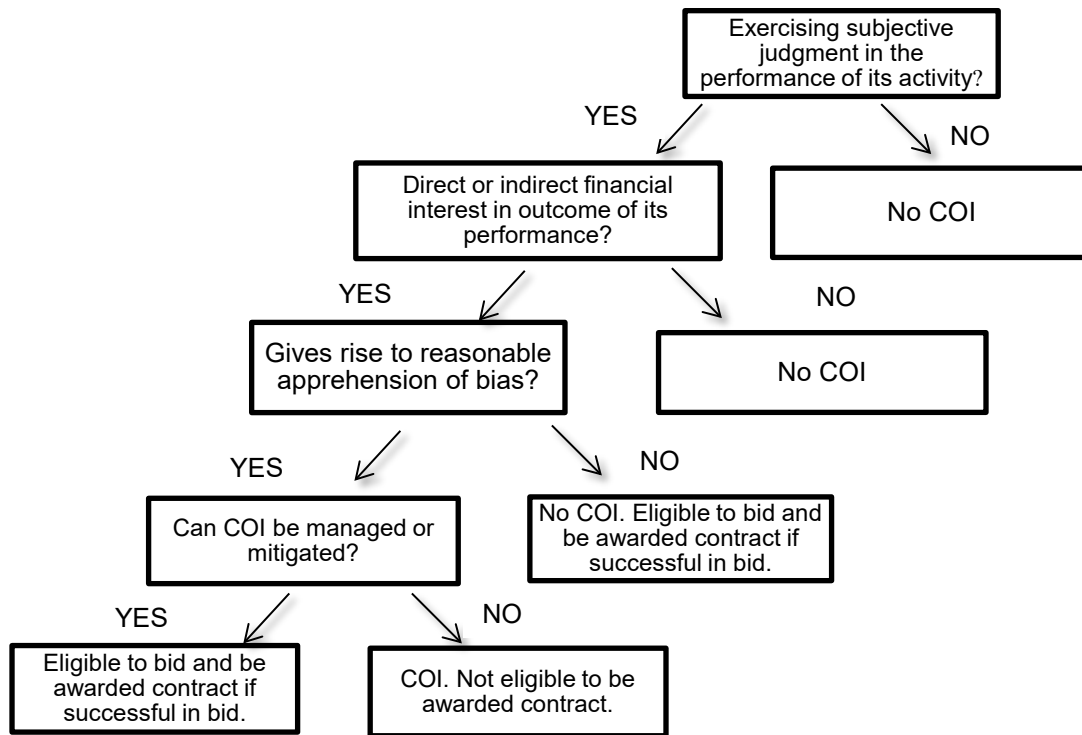 Exercising subjective
judgment in the
performance of its activity?
YES
NO
Direct or indirect financial
interest in outcome of its
performance?
No COI
YES
NO
Gives rise to reasonable
apprehension of bias?
No COI
YES
NO
Can COI be managed or
mitigated?
No COI. Eligible to bid and
be awarded contract if
successful in bid.
YES
NO
Eligible to bid and be
awarded contract if
successful in bid.
COI. Not eligible to be
awarded contract.